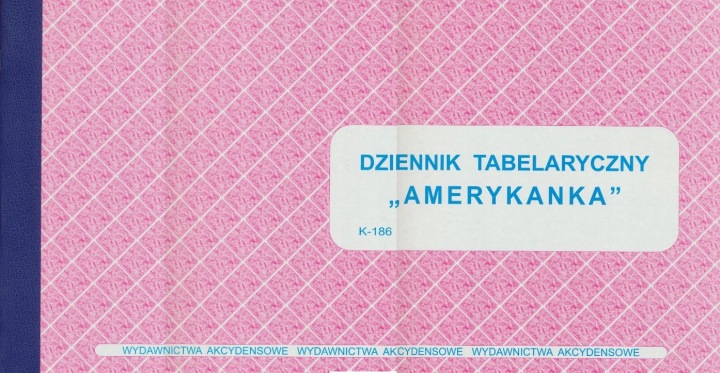 DZIENNIK TABELARYCZNY
„AMERYKANKA”
K-186
WYDAWNICTWA AKCYDENSOWE WYDAWNICTWA AKCYDENSOWE WYDAWNICTWA AKCYDENSOWE